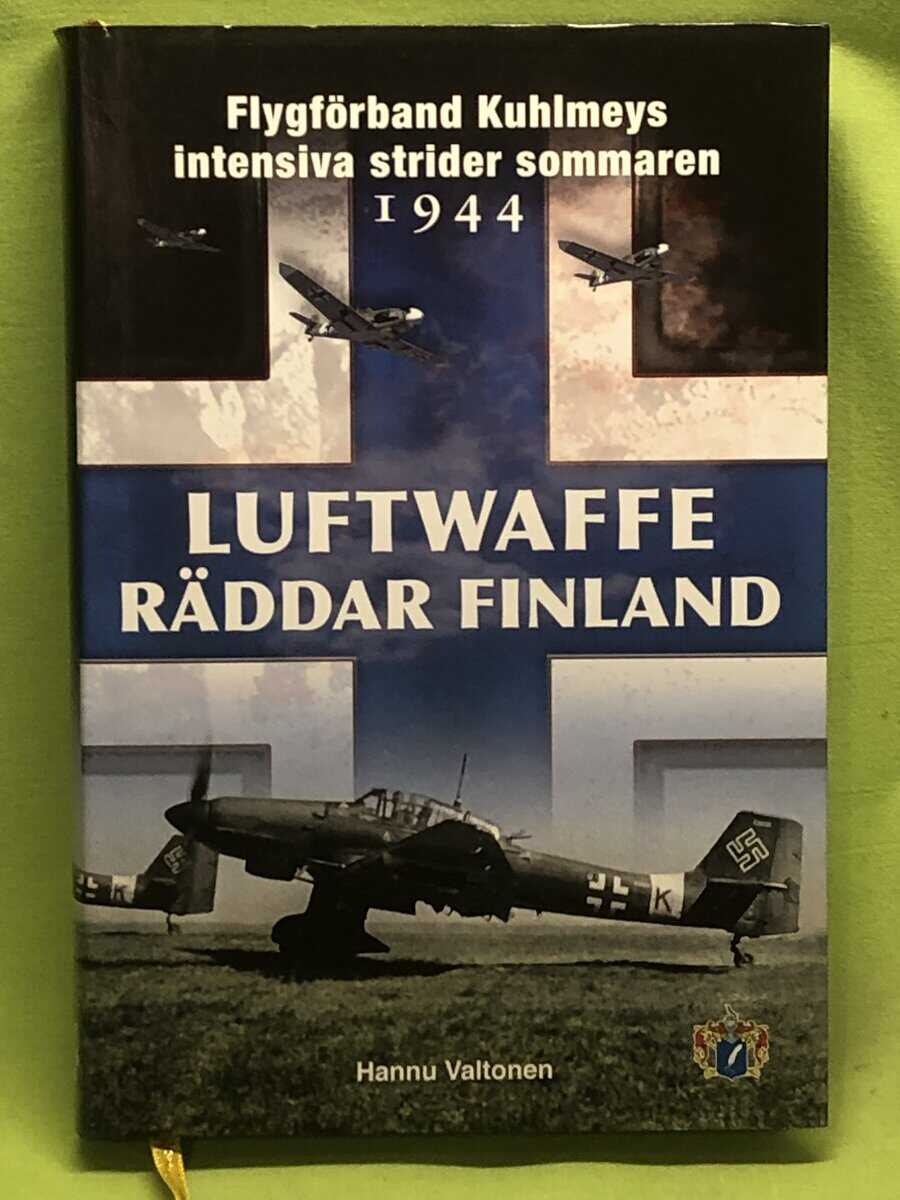 Flygförband Kuhlmeys
intensiva strider sommaren
1944
LUFTWAFFE
RÄDDAR FINLAND
K
K
Hannu Valtonen